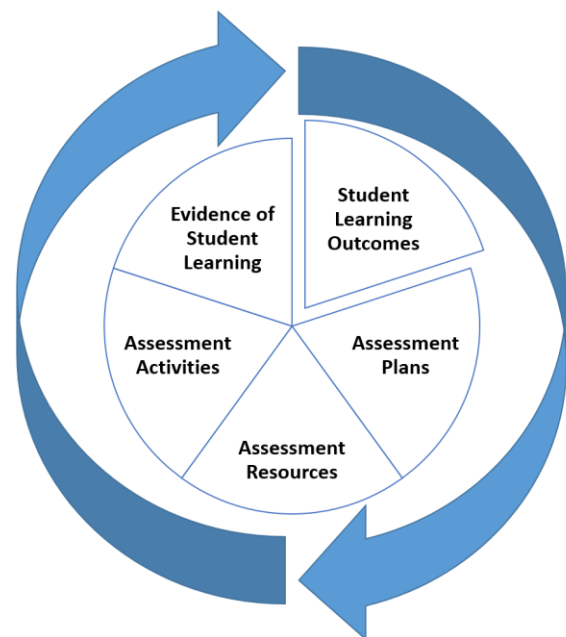 Student
Learning
Outcomes
Assessment
Plans
Assessment
Resources
Assessment
Activities
Evidence of
Student
Learning